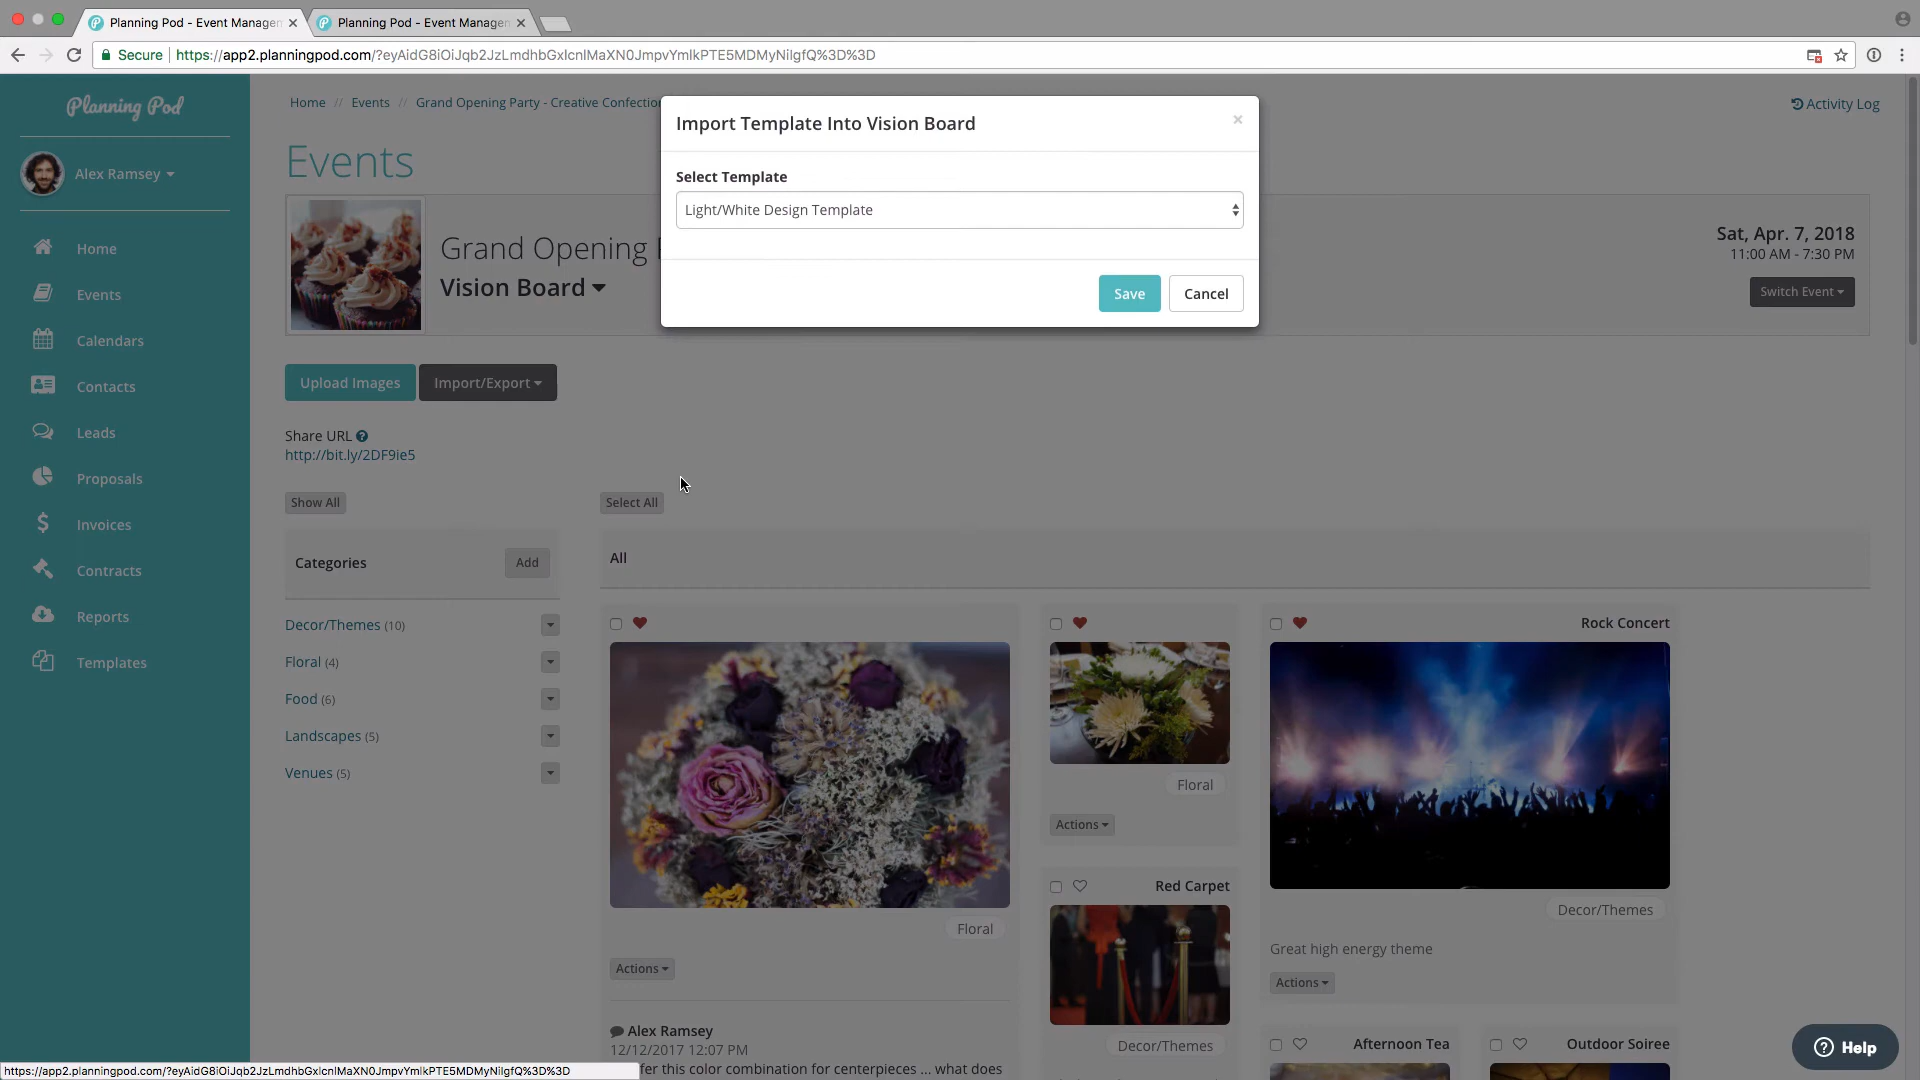 Planning Pod - Event Managen
Planning Pod - Event Managen
Secure
https://app2.planningpod.com/?eyAidG8iOiJqb2JzLmdhbGxlcnlMaXN0JmpvYmlkPTE5MDMyNiIgfQ%3D%3D
Planning Pod
Alex Ramsey
Home
Events
Calendars
Contacts
Leads
Proposals
Invoices
Contracts
Reports
Templates
Home // Events // Grand Opening Party - Creative Confection
Activity Log
Events
Grand Opening
Vision Board
Sat, Apr. 7, 2018
11:00 AM - 7:30 PM
Switch Event
Import Template Into Vision Board
×
Select Template
Light/White Design Template
Save
Cancel
Upload Images
Import/Export
Share URL
http://bit.ly/2DF9ie5
Show All
Select All
Categories
Add
All
Decor/Themes (10)
Floral (4)
Food (6)
Landscapes (5)
Venues (5)
Floral
Actions
Alex Ramsey
12/12/2017 12:07 PM
fer this color combination for centerpieces ... what does
Floral
Actions
Red Carpet
Decor/Themes
Rock Concert
Decor/Themes
Great high energy theme
Actions
Afternoon Tea
Outdoor Soiree
Help
https://app2.planningpod.com/?eyAidG8iOiJqb2JzLmdhbGxlcnlMaXN0JmpvYmlkPTE5MDMyNiIgfQ%3D%3D